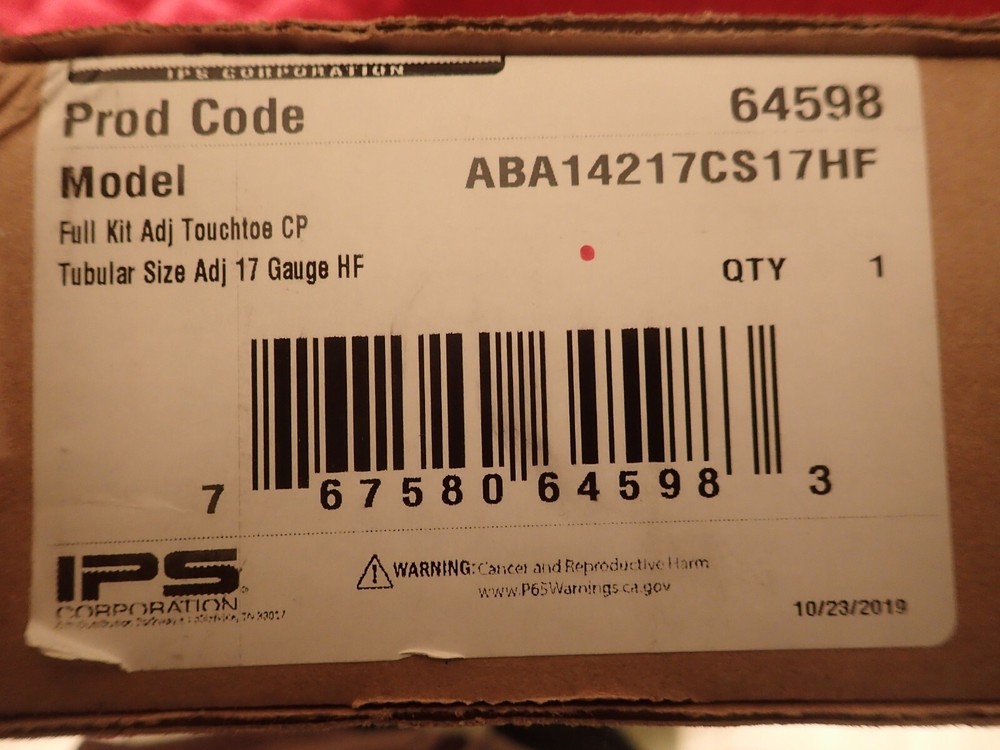 IPS CORPORATION
Prod Code 64598
Model ABA14217CS17HF
Full Kit Adj Touchtoe CP
Tubular Size Adj 17 Gauge HF
QTY 1
7 67580 64598 3
IPS
CORPORATION
WARNING: Cancer and Reproductive Harm
www.P65Warnings.ca.gov
10/23/2019